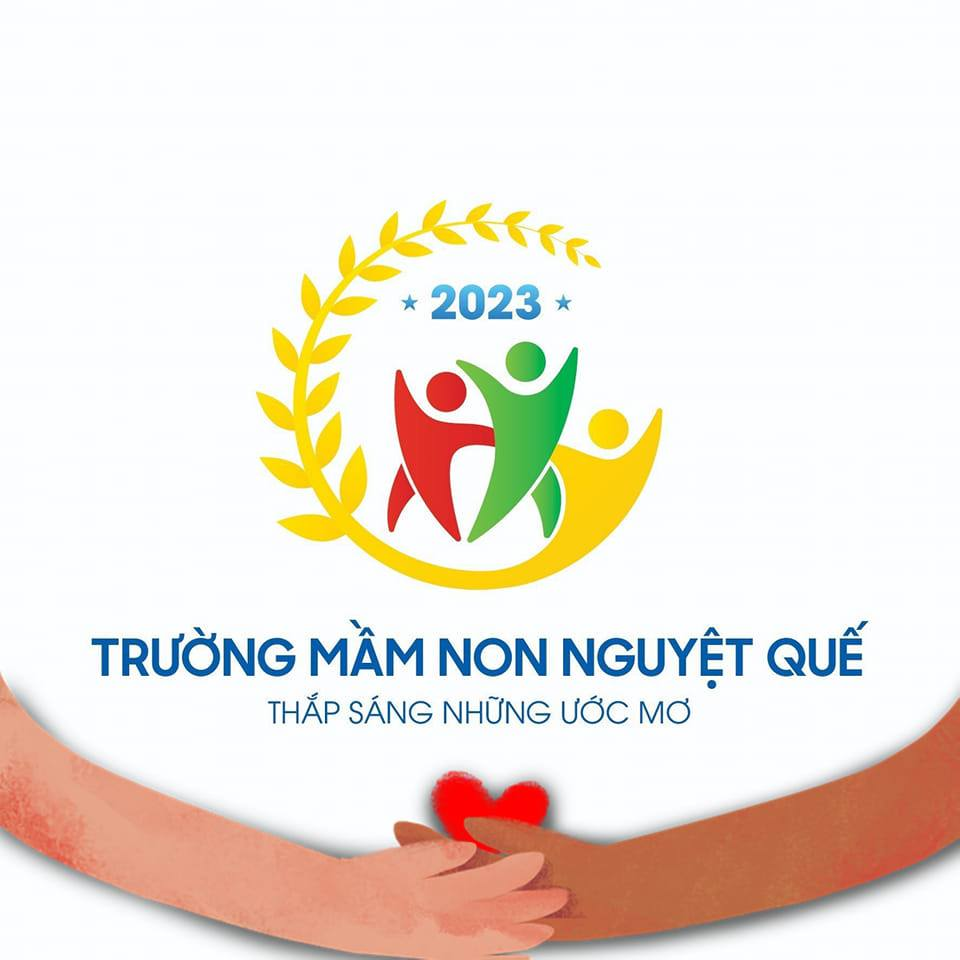 2023
TRƯỜNG MẦM NON NGUYỆT QUẾ
THẮP SÁNG NHỮNG ƯỚC MƠ